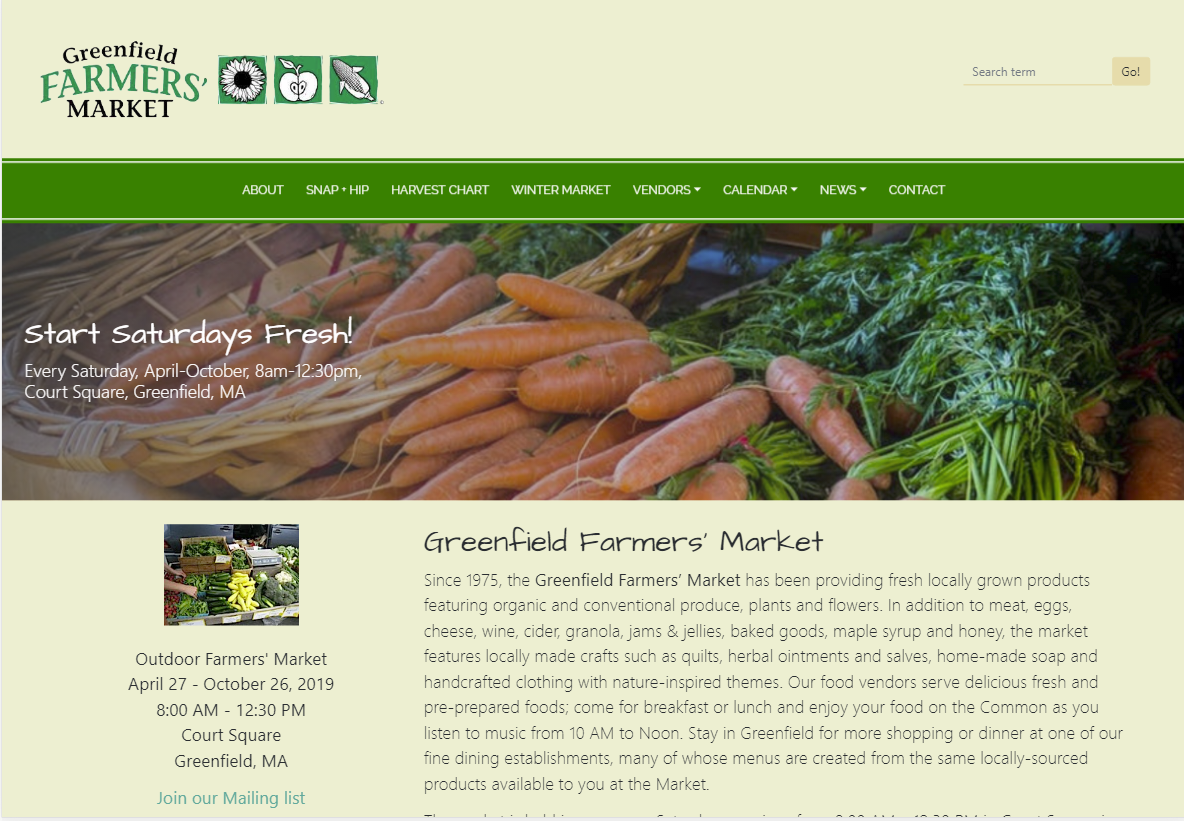 Greenfield
FARMERS'
MARKET
Search term
Go!
ABOUT SNAP + HIP HARVEST CHART WINTER MARKET VENDORS CALENDAR NEWS CONTACT
Start Saturdays Fresh!
Every Saturday, April-October, 8am-12:30pm,
Court Square, Greenfield, MA
Outdoor Farmers' Market
April 27 - October 26, 2019
8:00 AM - 12:30 PM
Court Square
Greenfield, MA
Join our Mailing list
Greenfield Farmers' Market
Since 1975, the Greenfield Farmers’ Market has been providing fresh locally grown products
featuring organic and conventional produce, plants and flowers. In addition to meat, eggs,
cheese, wine, cider, granola, jams & jellies, baked goods, maple syrup and honey, the market
features locally made crafts such as quilts, herbal ointments and salves, home-made soap and
handcrafted clothing with nature-inspired themes. Our food vendors serve delicious fresh and
pre-prepared foods; come for breakfast or lunch and enjoy your food on the Common as you
listen to music from 10 AM to Noon. Stay in Greenfield for more shopping or dinner at one of our
fine dining establishments, many of whose menus are created from the same locally-sourced
products available to you at the Market.